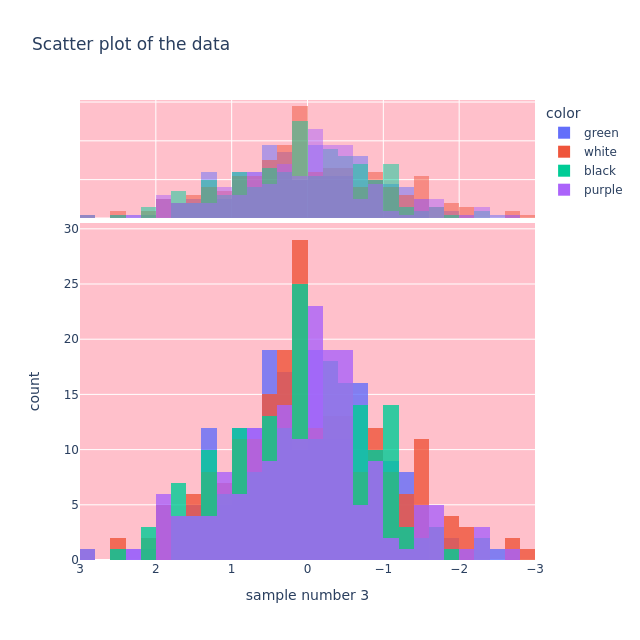 Scatter plot of the data
color
green
white
black
purple
30
25
20
15
10
5
0
count
3 2 1 0 −1 −2 −3
sample number 3